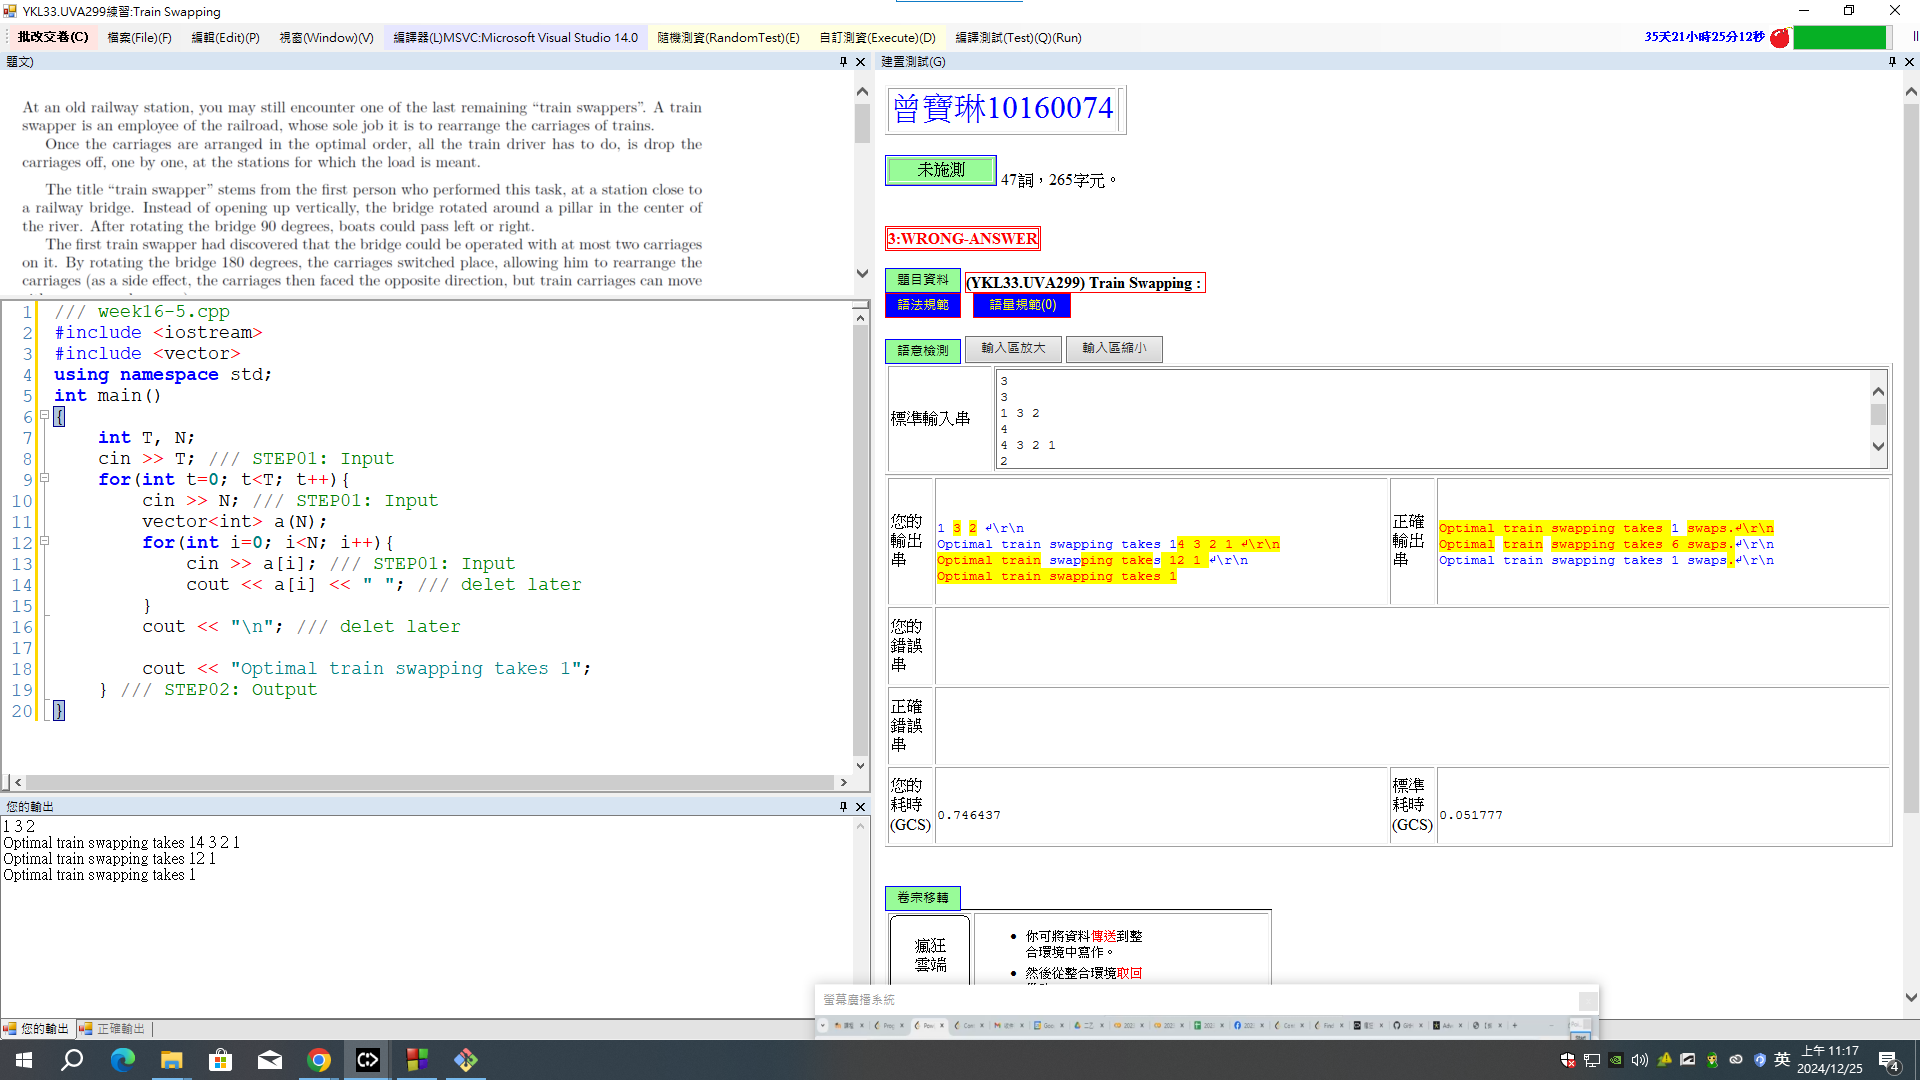 YKL33.UVA299練習:Train Swapping
批改交卷(C) 檔案(File)(F) 編輯(Edit)(P) 視窗(Window)(V) 編譯器(L)MSVC:Microsoft Visual Studio 14.0 隨機測資(RandomTest)(E) 自訂測資(Execute)(D) 編譯測試(Test)(Q)(Run) 35天21小時25分12秒
題文)
At an old railway station, you may still encounter one of the last remaining “train swappers”. A train
swapper is an employee of the railroad, whose sole job it is to rearrange the carriages of trains.
Once the carriages are arranged in the optimal order, all the train driver has to do, is drop the
carriages off, one by one, at the stations for which the load is meant.
The title “train swapper” stems from the first person who performed this task, at a station close to
a railway bridge. Instead of opening up vertically, the bridge rotated around a pillar in the center of
the river. After rotating the bridge 90 degrees, boats could pass left or right.
The first train swapper had discovered that the bridge could be operated with at most two carriages
on it. By rotating the bridge 180 degrees, the carriages switched place, allowing him to rearrange the
carriages (as a side effect, the carriages then faced the opposite direction, but train carriages can move
1 /// week16-5.cpp
2 #include <iostream>
3 #include <vector>
4 using namespace std;
5 int main()
6 {
7 int T, N;
8 cin >> T; /// STEP01: Input
9 for(int t=0; t<T; t++){
10 cin >> N; /// STEP01: Input
11 vector<int> a(N);
12 for(int i=0; i<N; i++){
13 cin >> a[i]; /// STEP01: Input
14 cout << a[i] << " "; /// delet later
15 }
16 cout << "\n"; /// delet later
17
18 cout << "Optimal train swapping takes 1";
19 } /// STEP02: Output
20 }
您的輸出
1 3 2
Optimal train swapping takes 14 3 2 1
Optimal train swapping takes 12 1
Optimal train swapping takes 1
您的輸出 正確輸出
建置測試(G)
曾寶琳10160074
未施測 47詞，265字元。
3:WRONG-ANSWER
題目資料 (YKL33.UVA299) Train Swapping :
語法規範 語量規範(0)
語意檢測 輸入區放大 輸入區縮小
標準輸入串
3
3
1 3 2
4
4 3 2 1
2
您的輸出串
1 3 2 ↲\r\n
Optimal train swapping takes 14 3 2 1 ↲\r\n
Optimal train swapping takes 12 1 ↲\r\n
Optimal train swapping takes 1
正確輸出串
Optimal train swapping takes 1 swaps.↲\r\n
Optimal train swapping takes 6 swaps.↲\r\n
Optimal train swapping takes 1 swaps.↲\r\n
您的錯誤串
正確錯誤串
您的耗時(GCS) 0.746437 標準耗時(GCS) 0.051777
卷宗移轉
瘋狂雲端
• 你可將資料傳送到整
合環境中寫作。
• 然後從整合環境取回
螢幕廣播系統
英 上午 11:17
2024/12/25
4